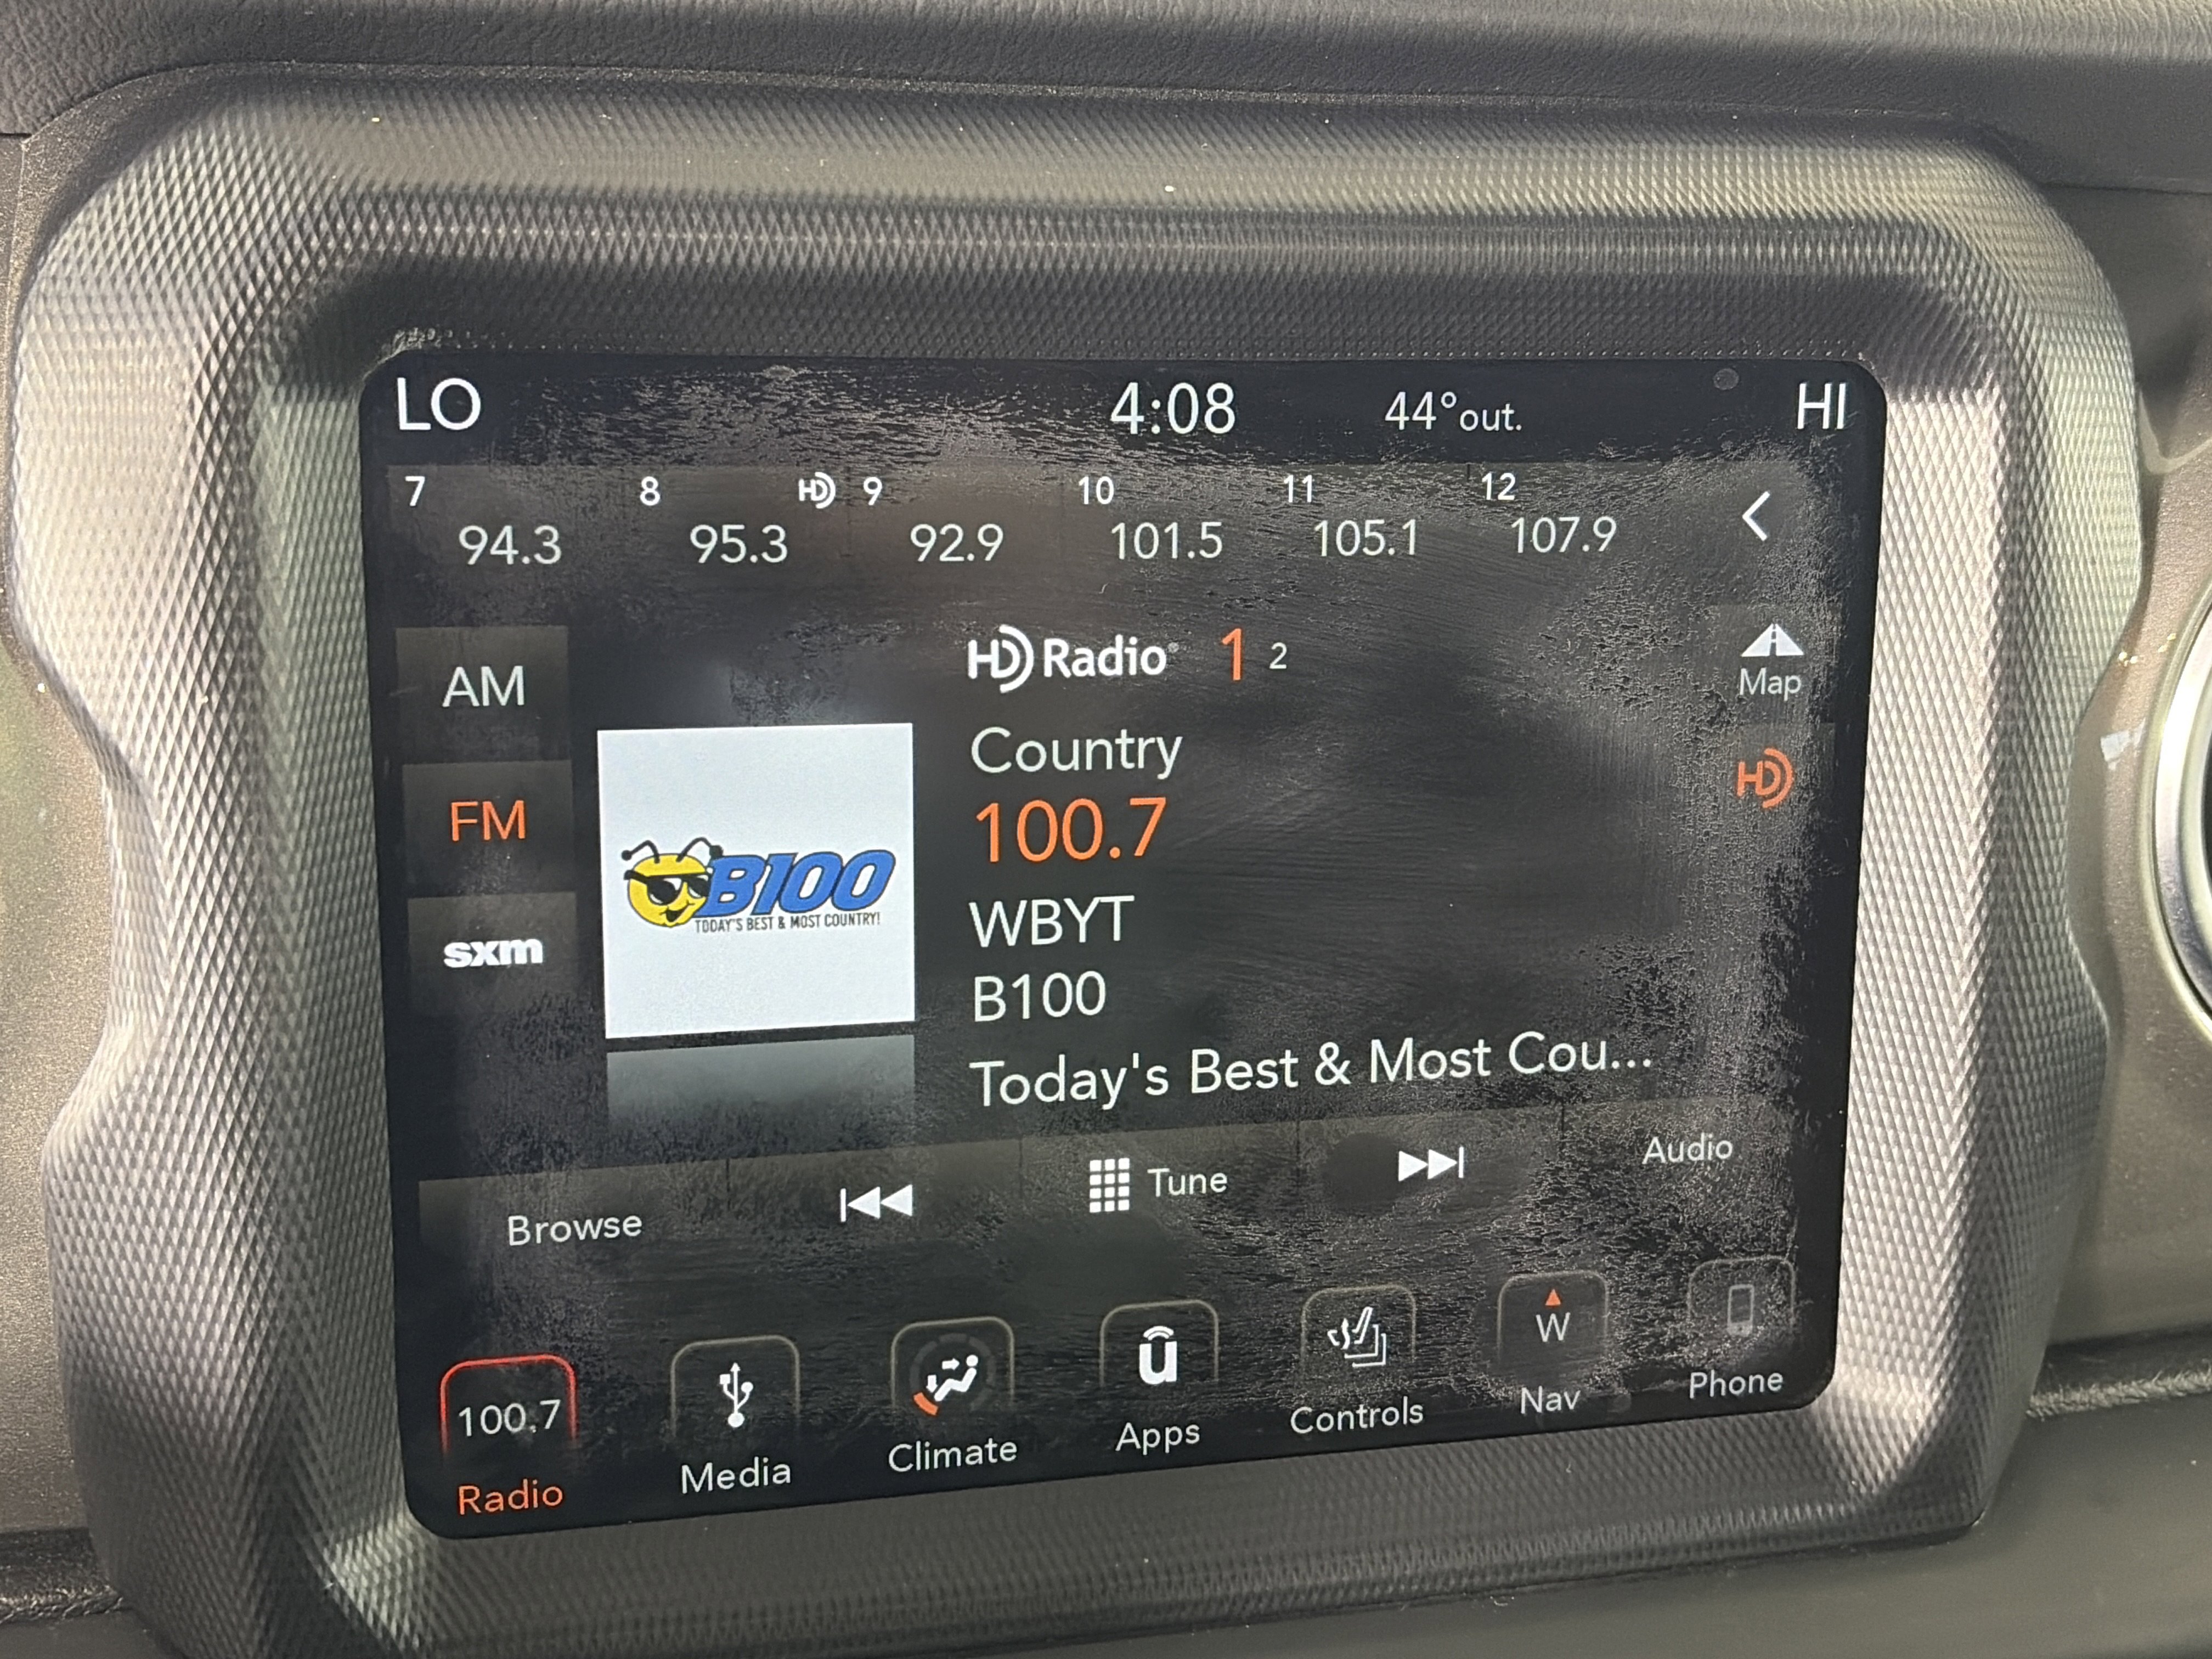 LO 4:08 44°out. HI
7 8 HD 9 10 11 12
94.3 95.3 92.9 101.5 105.1 107.9
HD Radio® 1 2
AM
Map
Country
FM
HD
100.7
B100
TODAY'S BEST & MOST COUNTRY!
sxm
WBYT
B100
Today's Best & Most Cou...
Browse Tune Audio
100.7 u W
Radio Media Climate Apps Controls Nav Phone